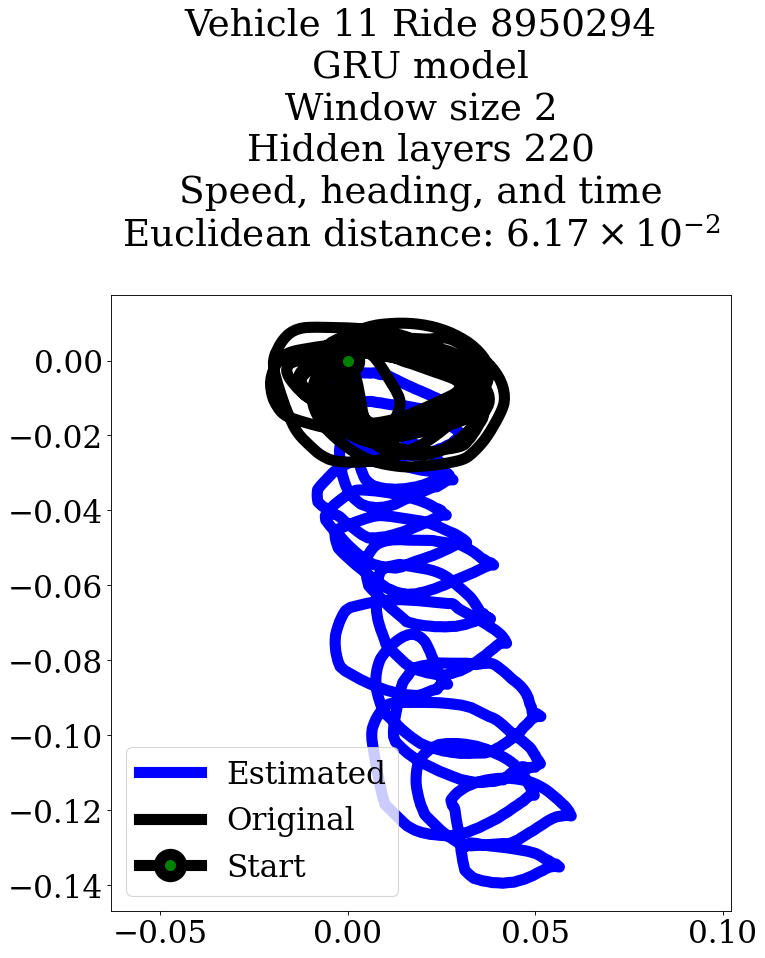 Vehicle 11 Ride 8950294
GRU model
Window size 2
Hidden layers 220
Speed, heading, and time
Euclidean distance: 6.17 × 10⁻²
0.00
−0.02
−0.04
−0.06
−0.08
−0.10
−0.12
−0.14
Estimated
Original
Start
−0.05
0.00
0.05
0.10